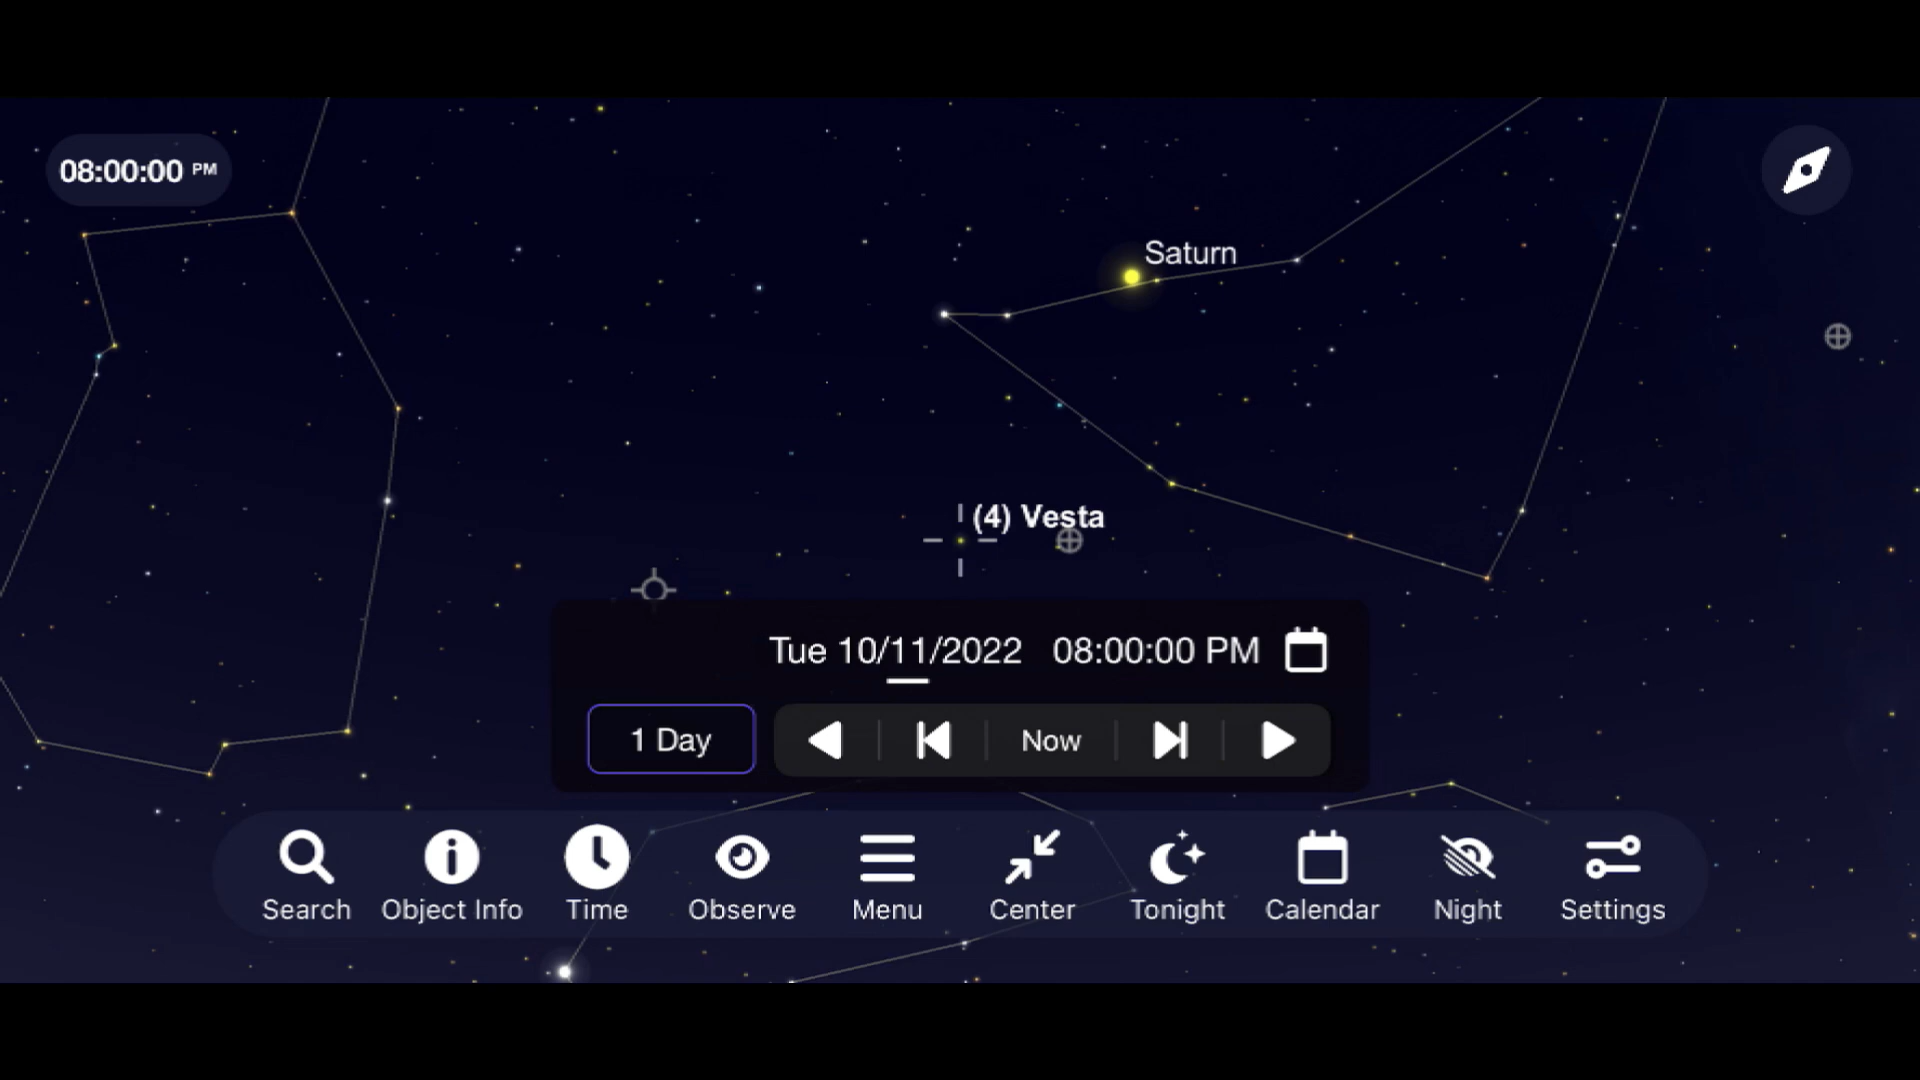 08:00:00 PM
Saturn
(4) Vesta
Tue 10/11/2022 08:00:00 PM
1 Day Now
Search Object Info Time Observe Menu Center Tonight Calendar Night Settings